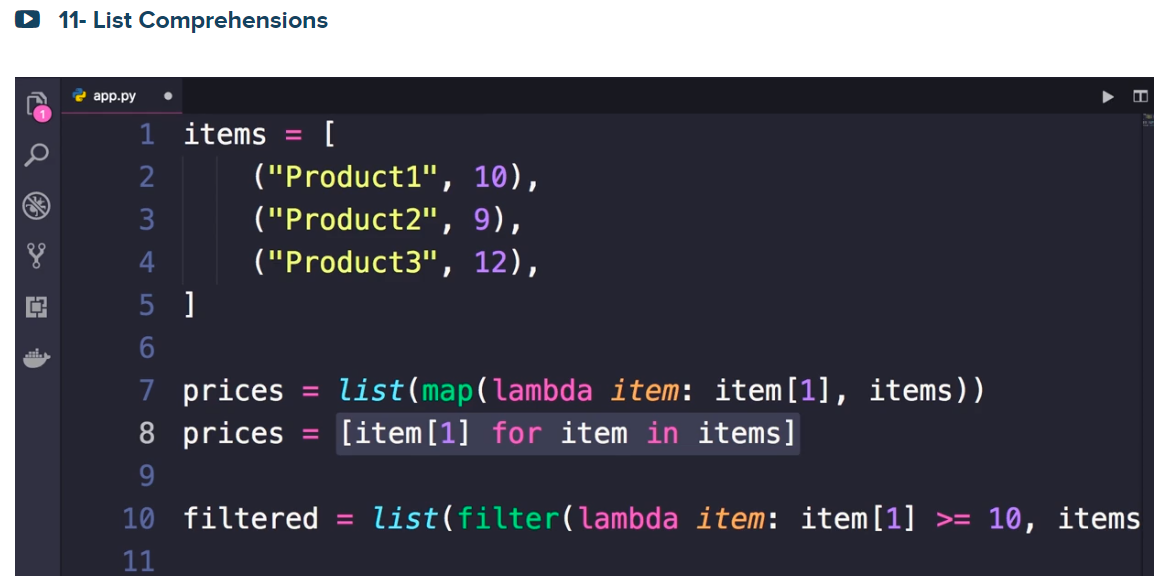 11- List Comprehensions
app.py
1
1 items = [
2     ("Product1", 10),
3     ("Product2", 9),
4     ("Product3", 12),
5 ]
6
7 prices = list(map(lambda item: item[1], items))
8 prices = [item[1] for item in items]
9
10 filtered = list(filter(lambda item: item[1] >= 10, items
11